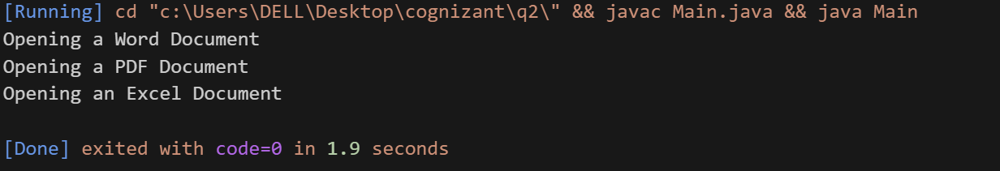 [Running] cd "c:\Users\DELL\Desktop\cognizant\q2\" && javac Main.java && java Main
Opening a Word Document
Opening a PDF Document
Opening an Excel Document
[Done] exited with code=0 in 1.9 seconds